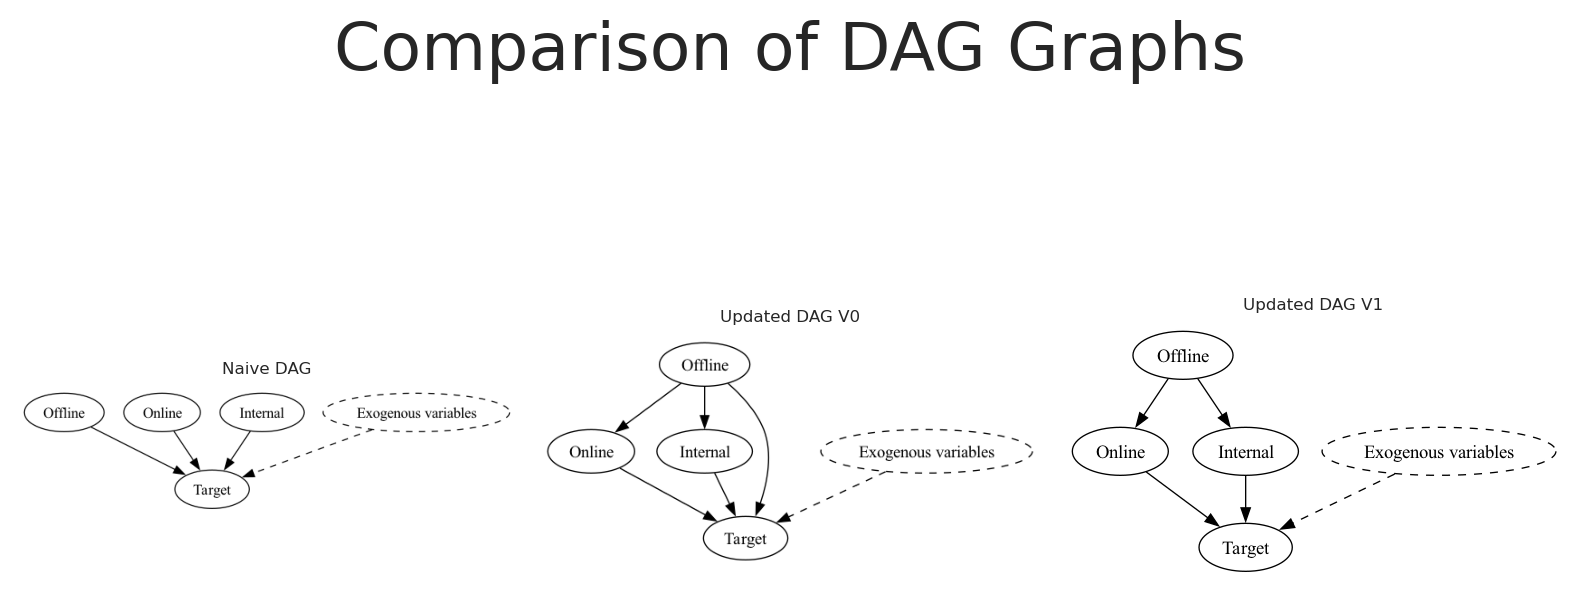 Comparison of DAG Graphs
Naive DAG
Offline
Online
Internal
Exogenous variables
Target
Updated DAG V0
Offline
Online
Internal
Exogenous variables
Target
Updated DAG V1
Offline
Online
Internal
Exogenous variables
Target